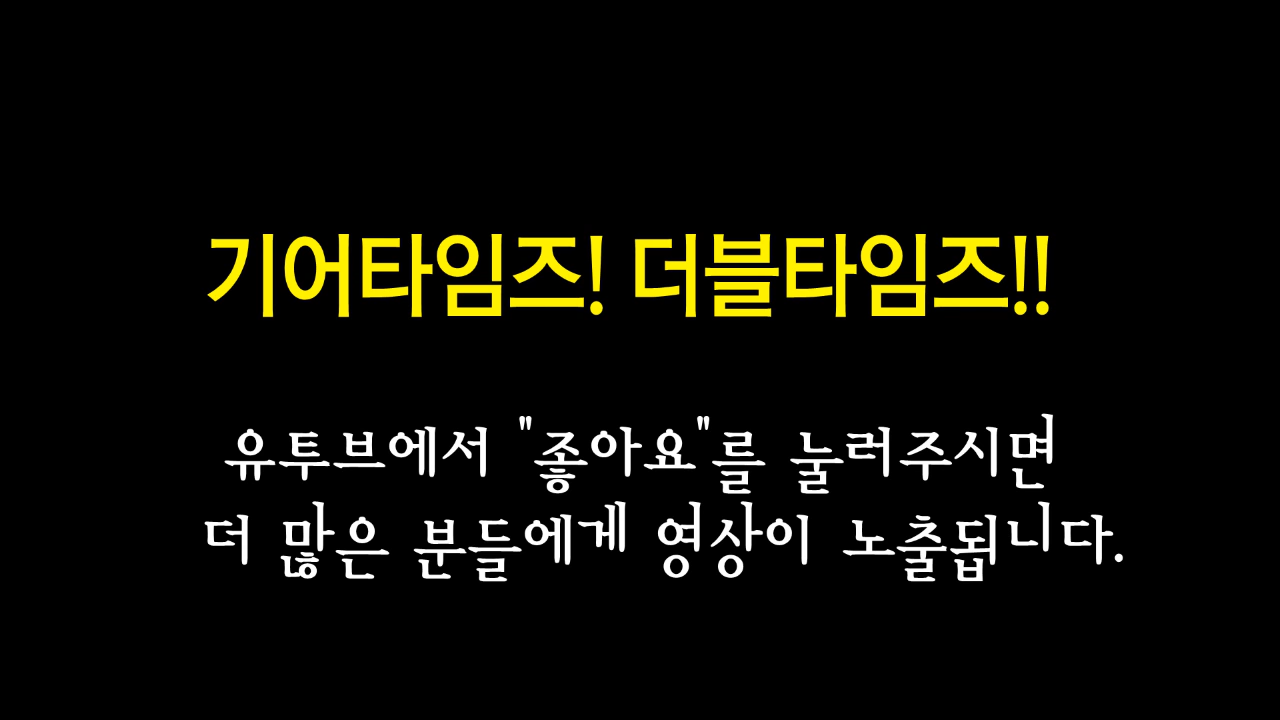 기어타임즈! 더블타임즈!!
유투브에서 "좋아요"를 눌러주시면
더 많은 분들에게 영상이 노출됩니다.